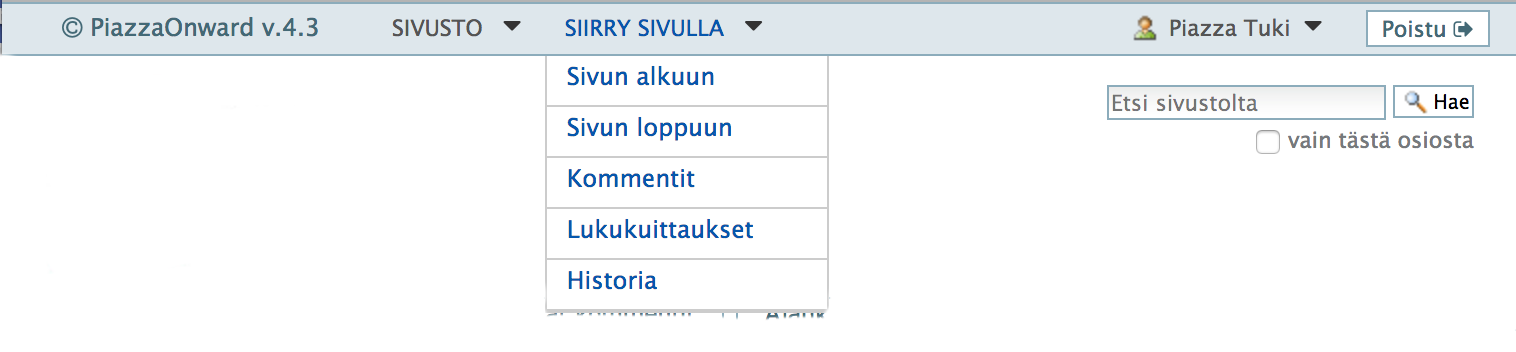 © PiazzaOnward v.4.3 SIVUSTO SIIRRY SIVULLA Piazza Tuki Poistu
Sivun alkuun
Sivun loppuun
Kommentit
Lukukuittaukset
Historia
Etsi sivustolta Hae
vain tästä osiosta